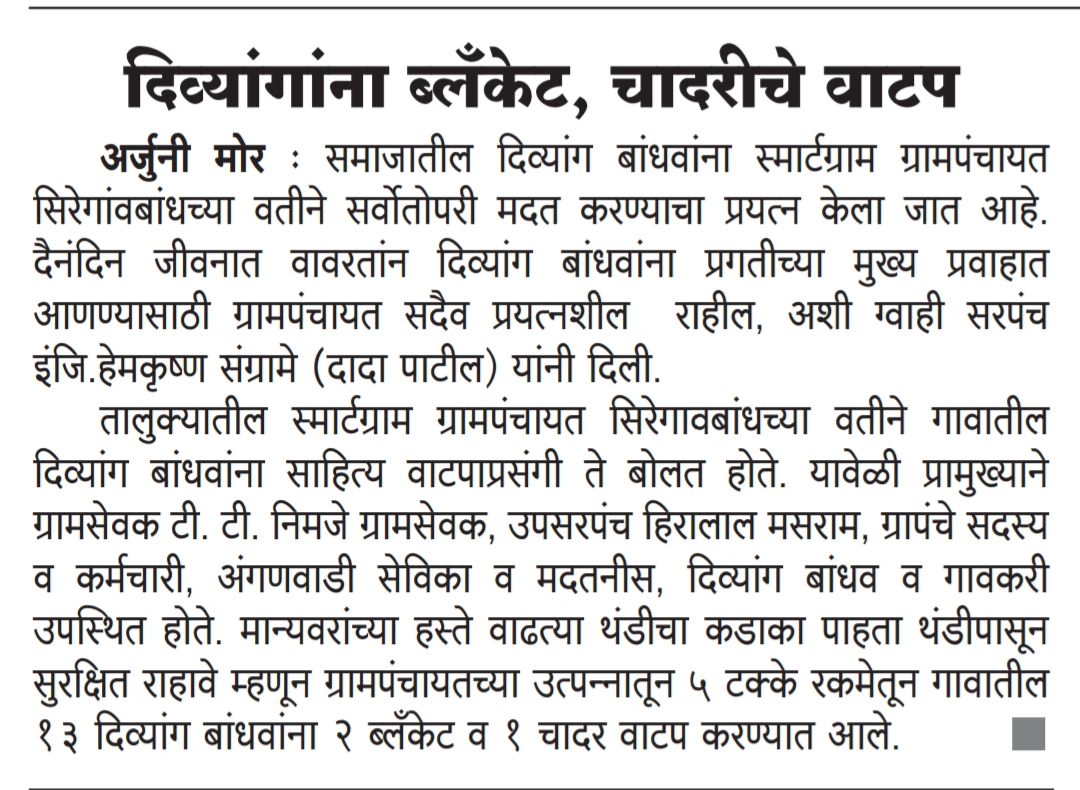 दिव्यांगांना ब्लँकेट, चादरीचे वाटप
अर्जुनी मोर : समाजातील दिव्यांग बांधवांना स्मार्टग्राम ग्रामपंचायत
सिरेगांवबांधच्या वतीने सर्वोतोपरी मदत करण्याचा प्रयत्न केला जात आहे.
दैनंदिन जीवनात वावरतांन दिव्यांग बांधवांना प्रगतीच्या मुख्य प्रवाहात
आणण्यासाठी ग्रामपंचायत सदैव प्रयत्नशील राहील, अशी ग्वाही सरपंच
इंजि.हेमकृष्ण संग्रामे (दादा पाटील) यांनी दिली.
तालुक्यातील स्मार्टग्राम ग्रामपंचायत सिरेगावबांधच्या वतीने गावातील
दिव्यांग बांधवांना साहित्य वाटपाप्रसंगी ते बोलत होते. यावेळी प्रामुख्याने
ग्रामसेवक टी. टी. निमजे ग्रामसेवक, उपसरपंच हिरालाल मसराम, ग्रापंचे सदस्य
व कर्मचारी, अंगणवाडी सेविका व मदतनीस, दिव्यांग बांधव व गावकरी
उपस्थित होते. मान्यवरांच्या हस्ते वाढत्या थंडीचा कडाका पाहता थंडीपासून
सुरक्षित राहावे म्हणून ग्रामपंचायतच्या उत्पन्नातून ५ टक्के रकमेतून गावातील
१३ दिव्यांग बांधवांना २ ब्लँकेट व १ चादर वाटप करण्यात आले.